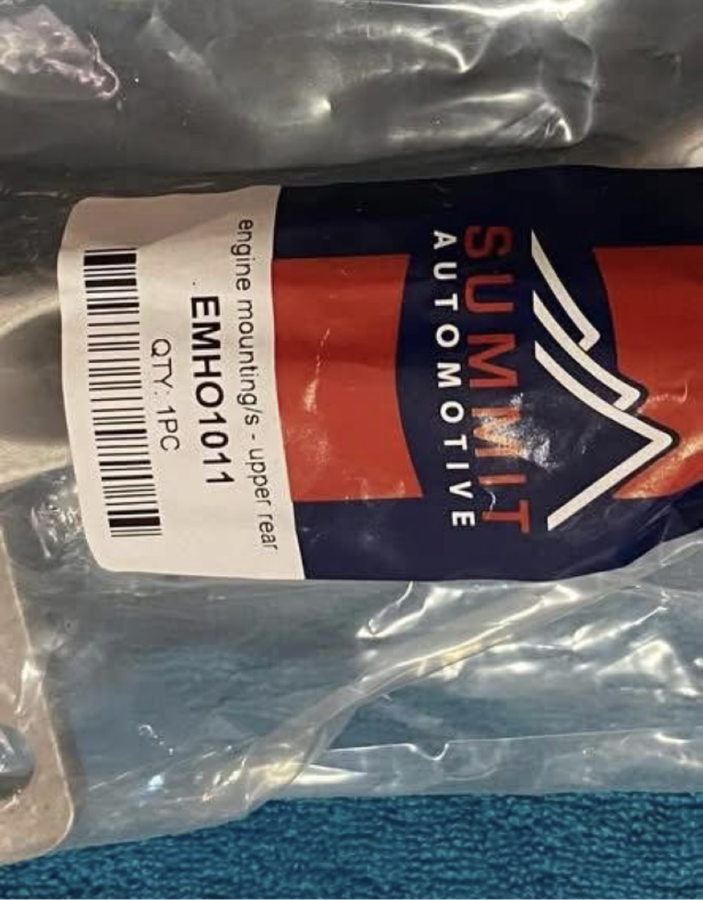 SUMMIT
AUTOMOTIVE
engine mounting/s - upper rear
EMHO1011
QTY: 1PC